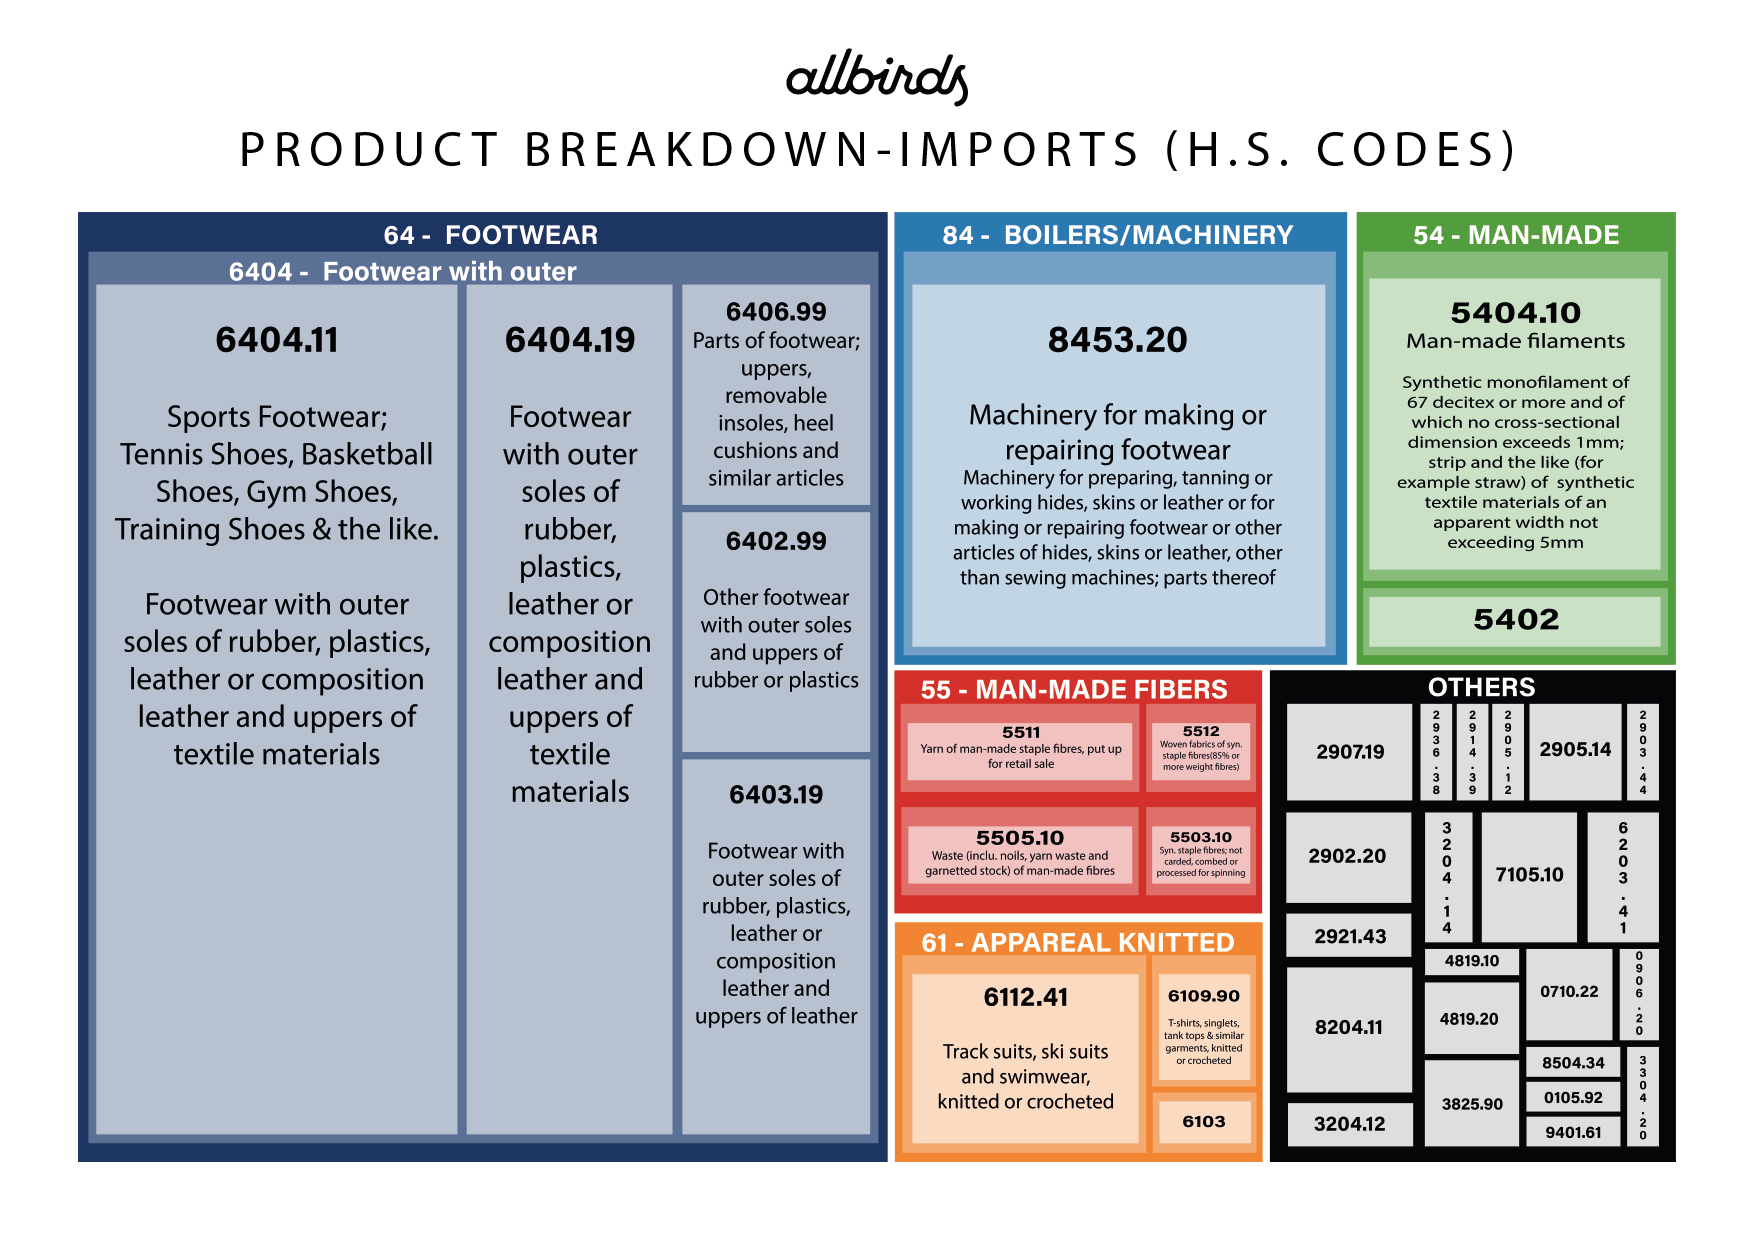 allbirds
PRODUCT BREAKDOWN-IMPORTS (H.S. CODES)
64 - FOOTWEAR
6404 - Footwear with outer
6404.11
Sports Footwear;
Tennis Shoes, Basketball
Shoes, Gym Shoes,
Training Shoes & the like.
Footwear with outer
soles of rubber, plastics,
leather or composition
leather and uppers of
textile materials
6404.19
Footwear
with outer
soles of
rubber,
plastics,
leather or
composition
leather and
uppers of
textile
materials
6406.99
Parts of footwear;
uppers,
removable
insoles, heel
cushions and
similar articles
6402.99
Other footwear
with outer soles
and uppers of
rubber or plastics
6403.19
Footwear with
outer soles of
rubber, plastics,
leather or
composition
leather and
uppers of leather
84 - BOILERS/MACHINERY
8453.20
Machinery for making or
repairing footwear
Machinery for preparing, tanning or
working hides, skins or leather or for
making or repairing footwear or other
articles of hides, skins or leather, other
than sewing machines; parts thereof
54 - MAN-MADE
5404.10
Man-made filaments
Synthetic monofilament of
67 decitex or more and of
which no cross-sectional
dimension exceeds 1mm;
strip and the like (for
example straw) of synthetic
textile materials of an
apparent width not
exceeding 5mm
5402
55 - MAN-MADE FIBERS
5511
Yarn of man-made staple fibres, put up
for retail sale
5512
Woven fabrics of syn.
staple fibres(85% or
more weight fibres)
5505.10
Waste (inclu. noils, yarn waste and
garnetted stock) of man-made fibres
5503.10
Syn. staple fibres; not
carded, combed or
processed for spinning
61 - APPAREAL KNITTED
6112.41
Track suits, ski suits
and swimwear,
knitted or crocheted
6109.90
T-shirts, singlets,
tank tops & similar
garments, knitted
or crocheted
6103
OTHERS
2907.19
2936.38
2914.39
2905.12
2905.14
2903.44
2902.20
3204.14
7105.10
6203.41
2921.43
4819.10
0710.22
0906.20
8204.11
4819.20
8504.34
3304.20
3825.90
0105.92
3204.12
9401.61